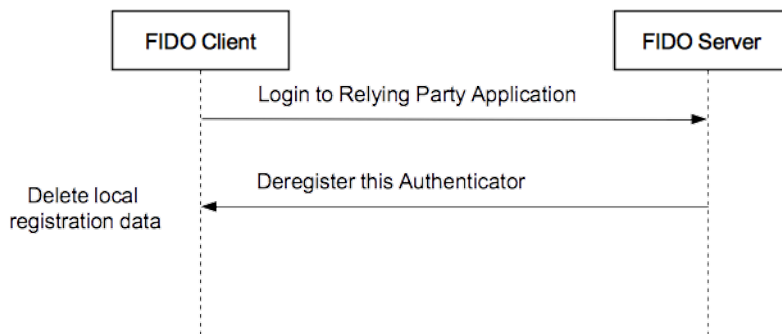 FIDO Client
FIDO Server
Login to Relying Party Application
Deregister this Authenticator
Delete local
registration data